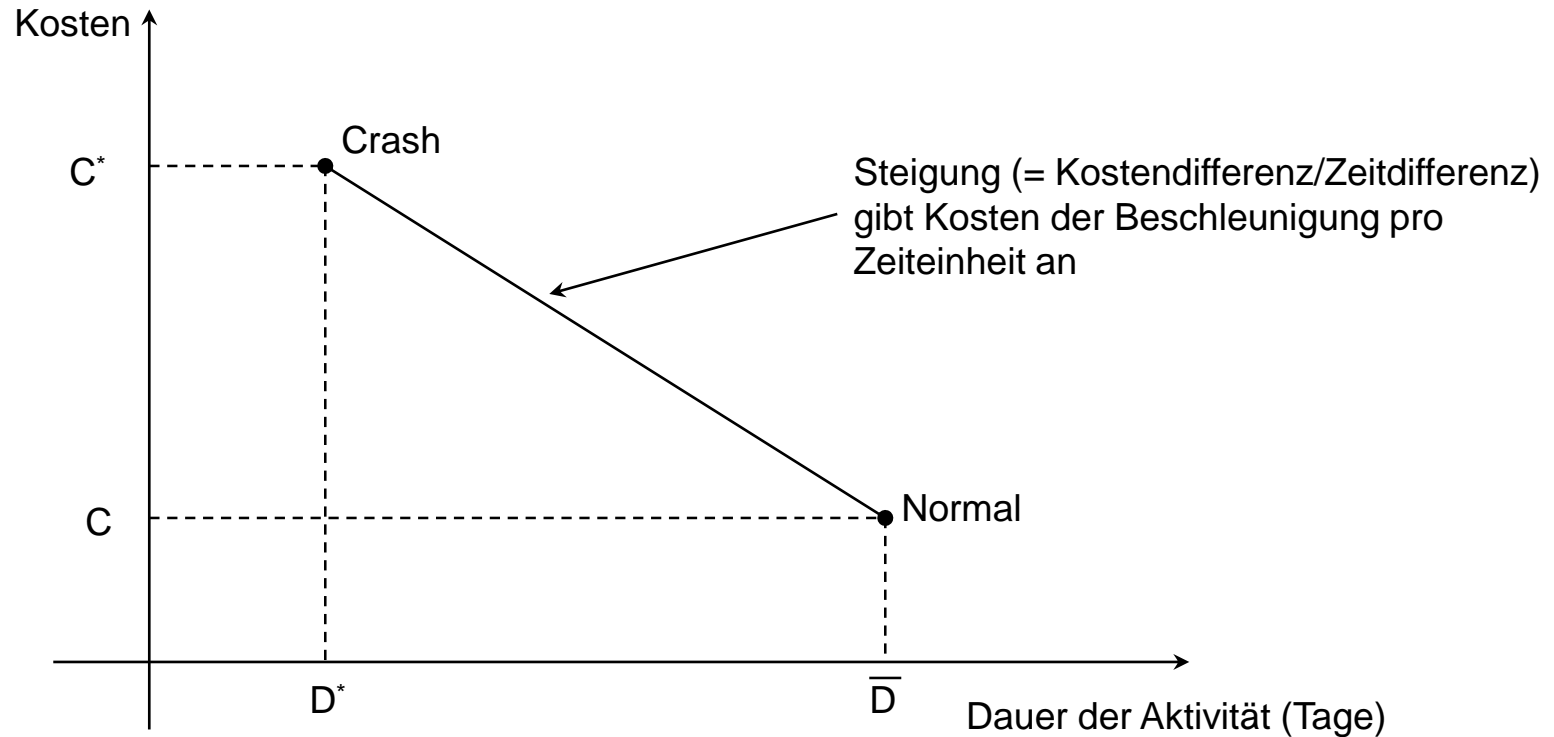 Kosten
Crash
C*
Steigung (= Kostendifferenz/Zeitdifferenz)
gibt Kosten der Beschleunigung pro
Zeiteinheit an
Normal
C
D*
D̅
Dauer der Aktivität (Tage)